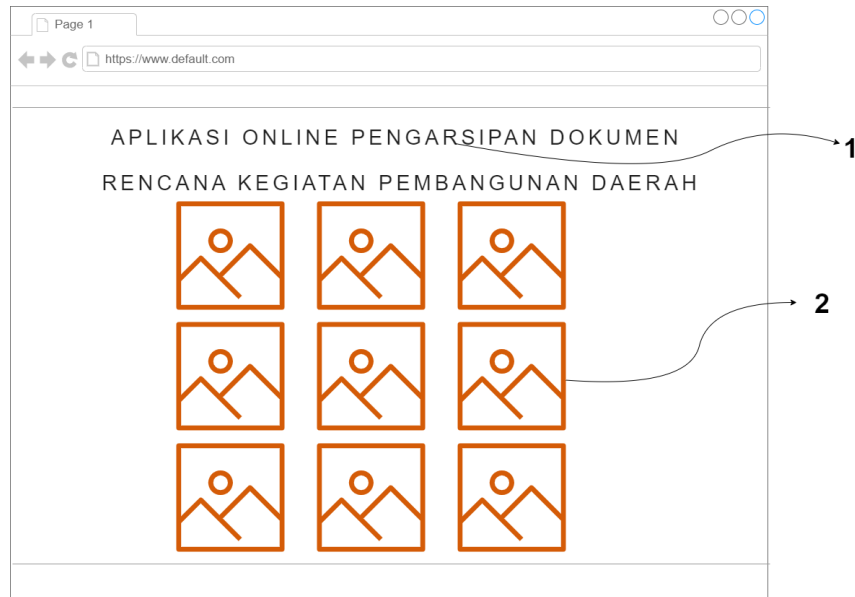 Page 1
https://www.default.com
APLIKASI ONLINE PENGARSIPAN DOKUMEN
1
RENCANA KEGIATAN PEMBANGUNAN DAERAH
2